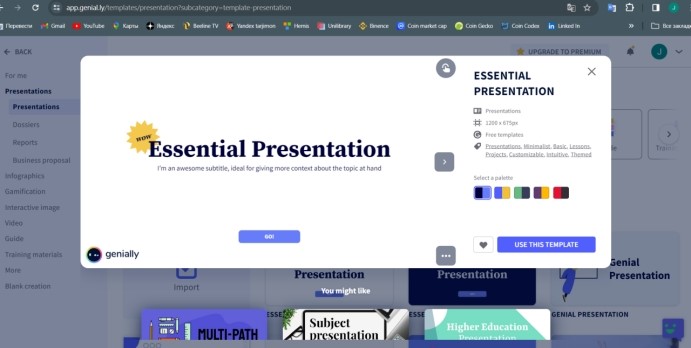 app.genial.ly/templates/presentation?subcategory=template-presentation
Перевести Gmail YouTube Карты Яндекс Beeline TV Yandex tarjimon Hemis Unilibrary Binance Coin market cap Coin Gecko Coin Codex Linked In » Все закладки
BACK
UPGRADE TO PREMIUM
J
For me
Presentations
Presentations
Dossiers
Reports
Business proposal
Infographics
Gamification
Interactive image
Video
Guide
Training materials
More
Blank creation
WOW
Essential Presentation
I'm an awesome subtitle, ideal for giving more context about the topic at hand
GO!
genially
ESSENTIAL
PRESENTATION
Presentations
1200 x 675px
Free templates
Presentations, Minimalist, Basic, Lessons,
Projects, Customizable, Intuitive, Themed
Select a palette
USE THIS TEMPLATE
Import
Presentation
Presentation
Genial
Presentation
You might like
GENIAL PRESENTATION
MULTI-PATH
Subject
presentation
Higher Education
Presentation